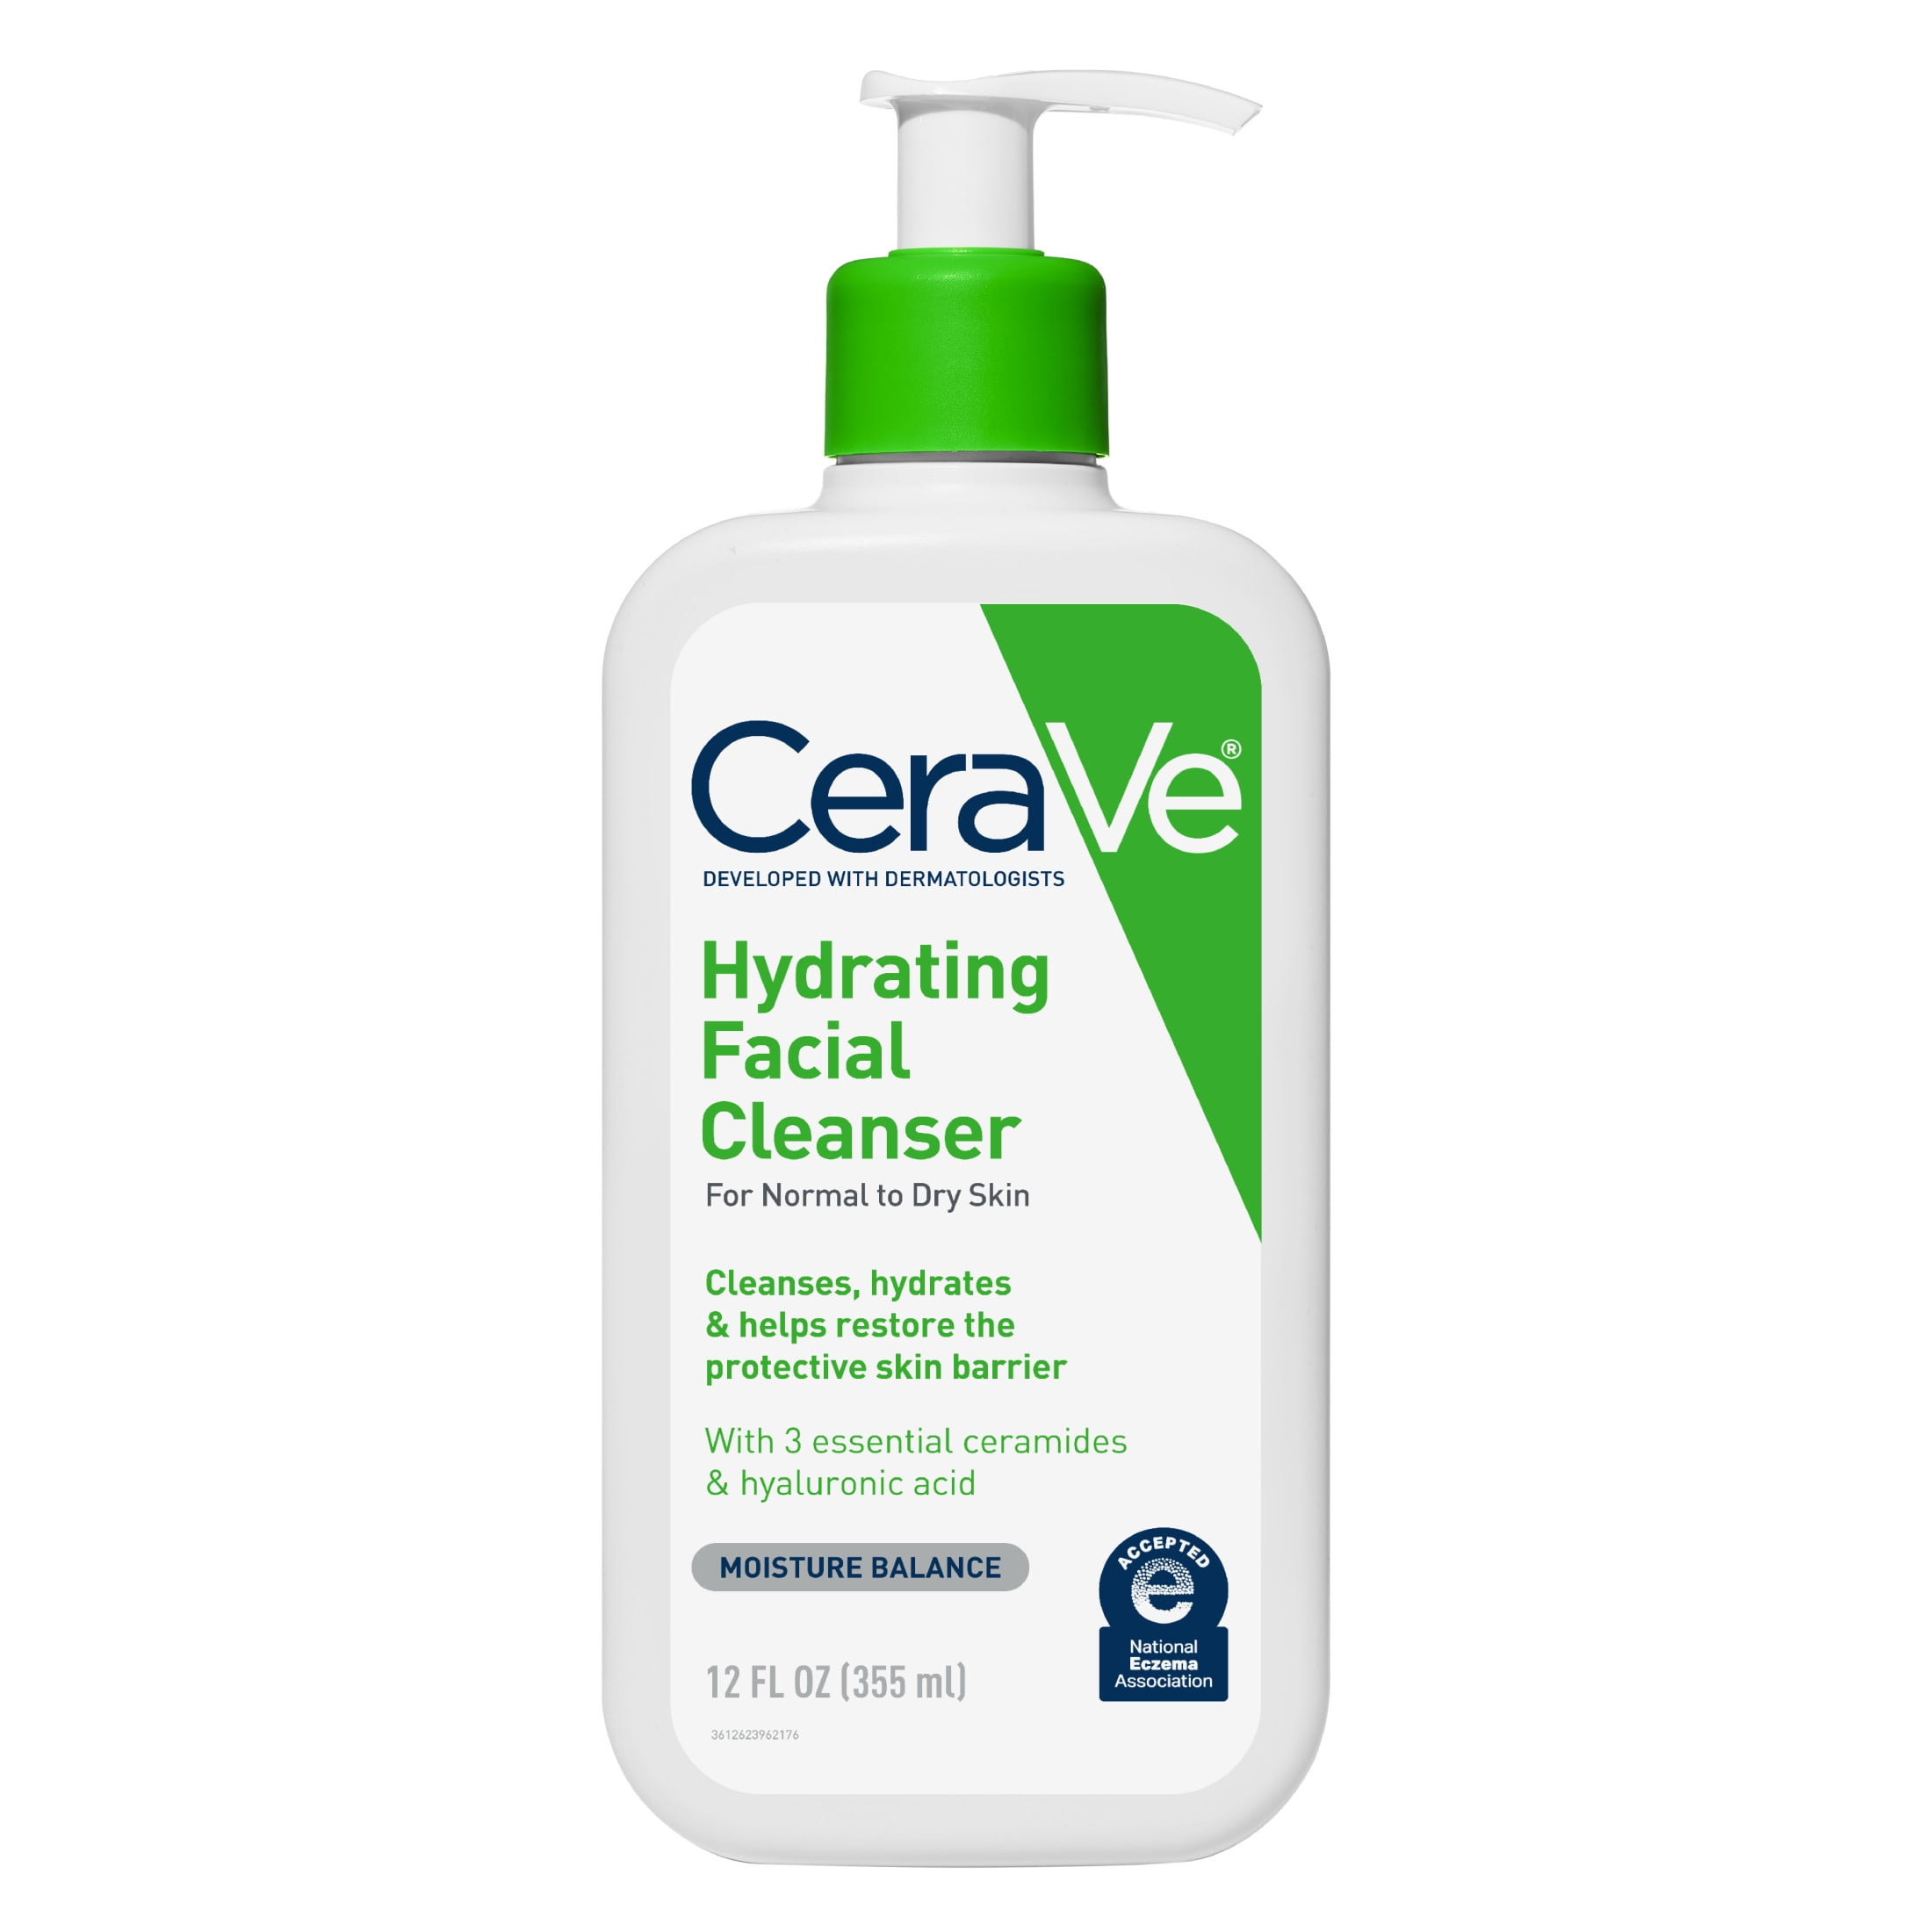 CeraVe®
DEVELOPED WITH DERMATOLOGISTS
Hydrating
Facial
Cleanser
For Normal to Dry Skin
Cleanses, hydrates
& helps restore the
protective skin barrier
With 3 essential ceramides
& hyaluronic acid
MOISTURE BALANCE
ACCEPTED
e
National
Eczema
Association
12 FL OZ (355 ml)
3612623962176